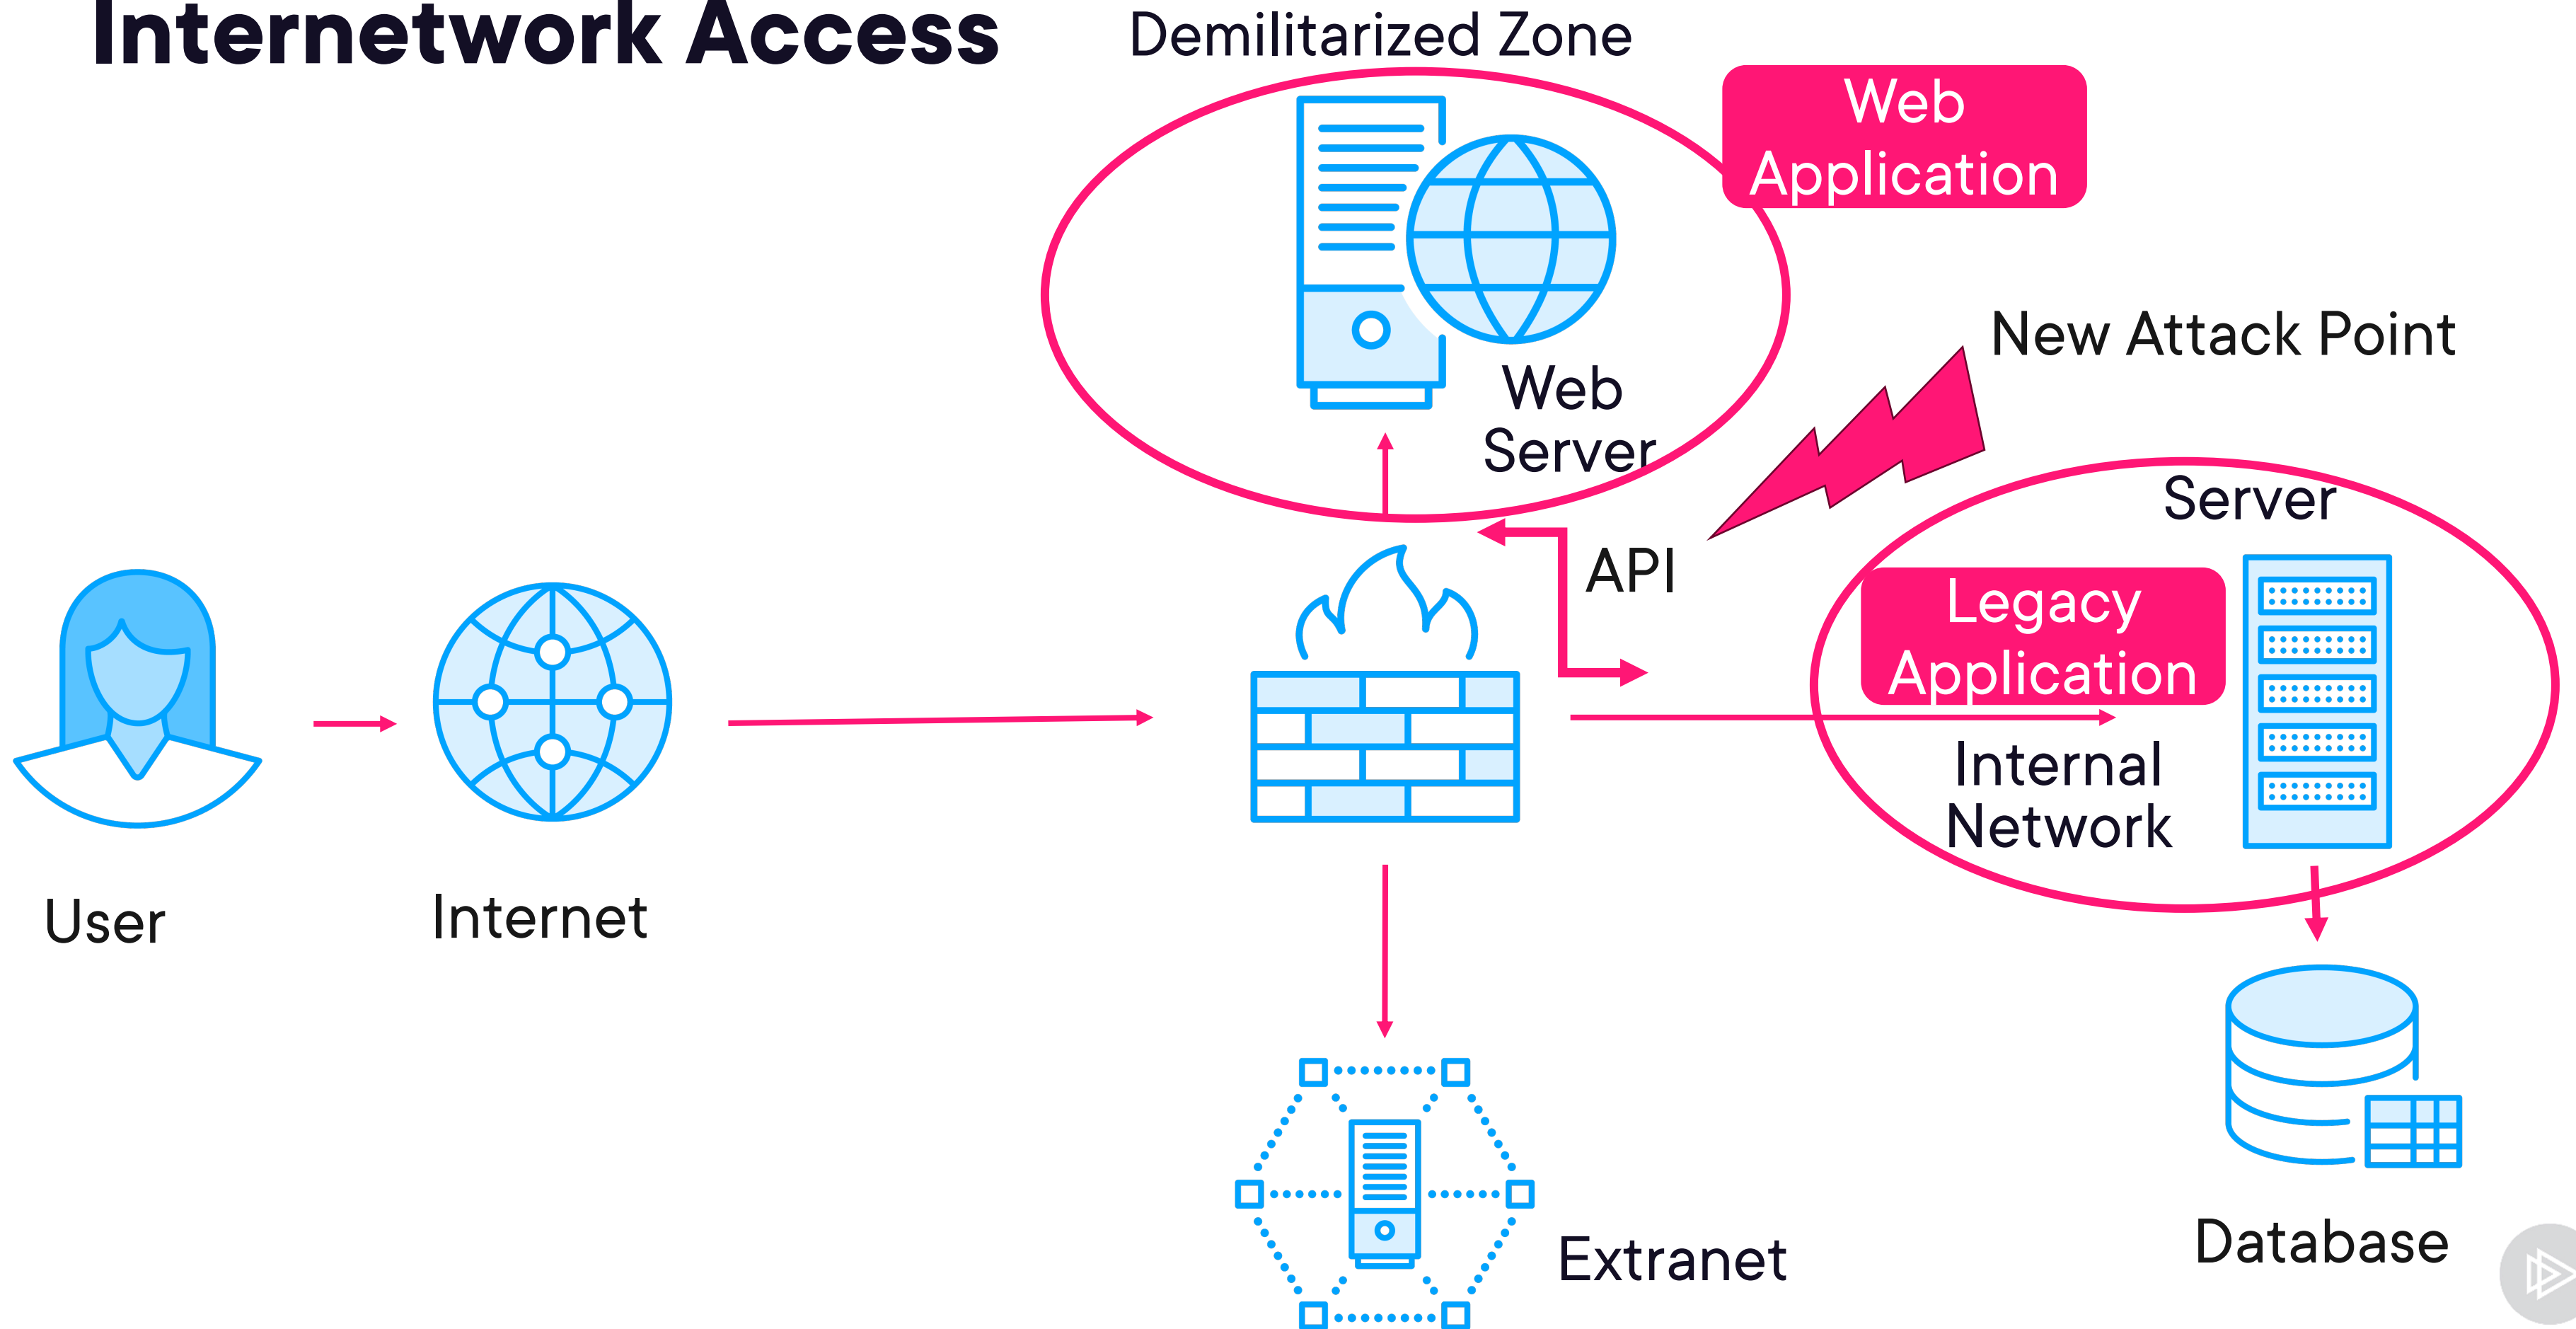 Internetwork Access
Demilitarized Zone
Web
Application
Web
Server
New Attack Point
API
Server
Legacy
Application
Internal
Network
User
Internet
Extranet
Database